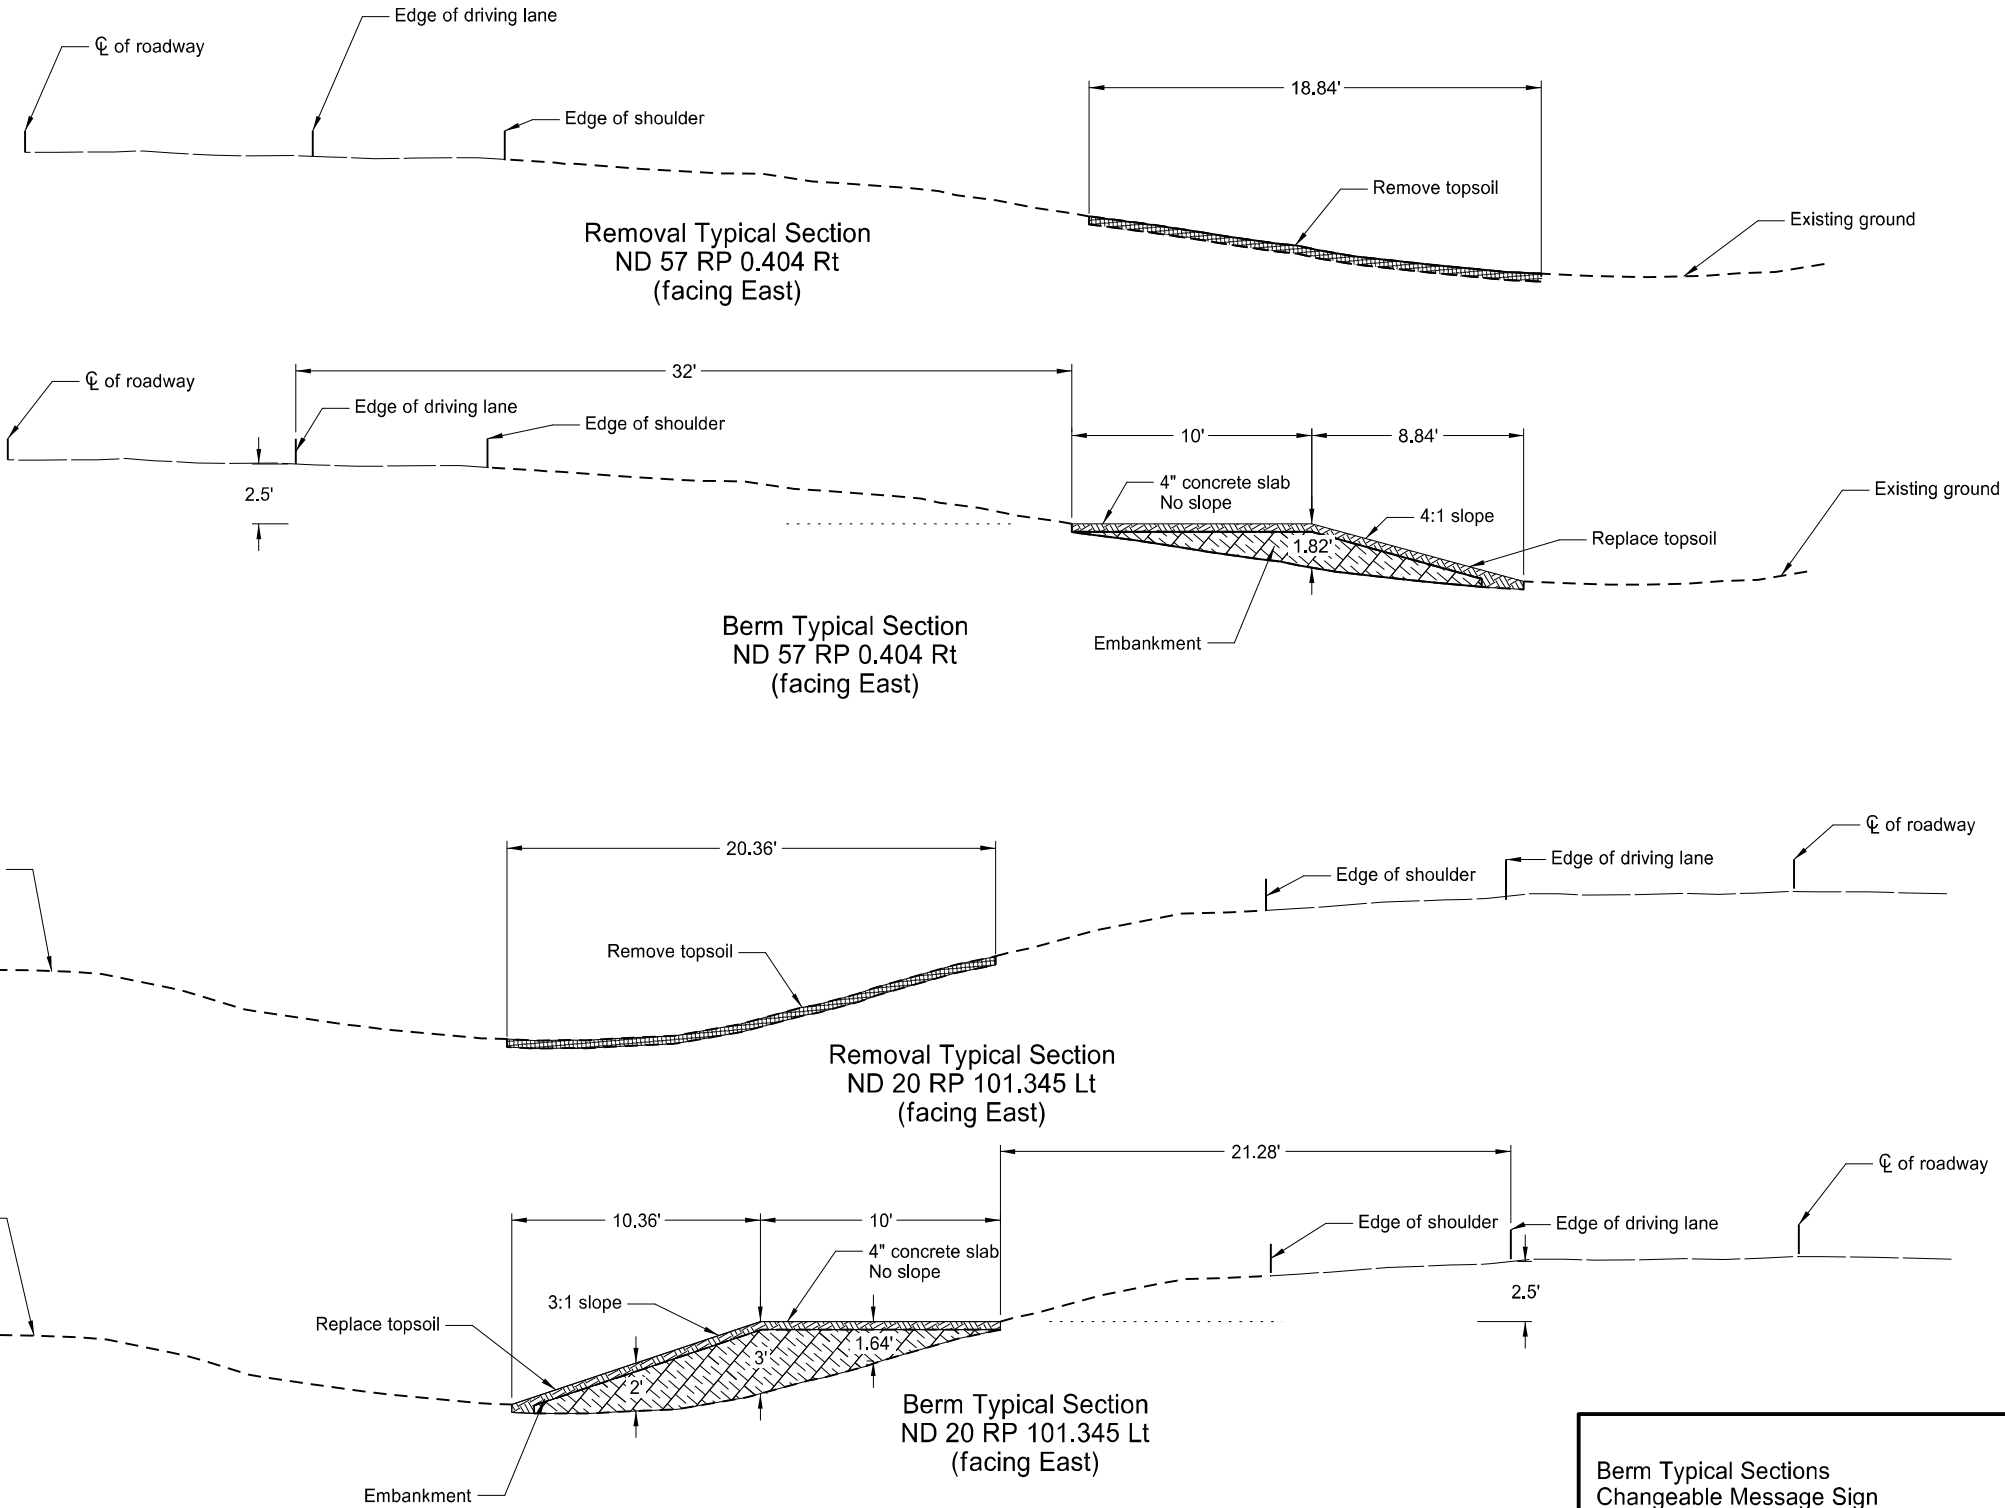 Edge of driving lane
℄ of roadway
Edge of shoulder
18.84'
Remove topsoil
Existing ground
Removal Typical Section
ND 57 RP 0.404 Rt
(facing East)
32'
℄ of roadway
Edge of driving lane
Edge of shoulder
10'
8.84'
2.5'
4" concrete slab
No slope
4:1 slope
Existing ground
1.82'
Replace topsoil
Embankment
Berm Typical Section
ND 57 RP 0.404 Rt
(facing East)
20.36'
℄ of roadway
Edge of driving lane
Edge of shoulder
Remove topsoil
Removal Typical Section
ND 20 RP 101.345 Lt
(facing East)
21.28'
℄ of roadway
10.36'
10'
Edge of shoulder
Edge of driving lane
4" concrete slab
No slope
3:1 slope
2.5'
Replace topsoil
1.64'
3'
2'
Embankment
Berm Typical Section
ND 20 RP 101.345 Lt
(facing East)
Berm Typical Sections
Changeable Message Sign